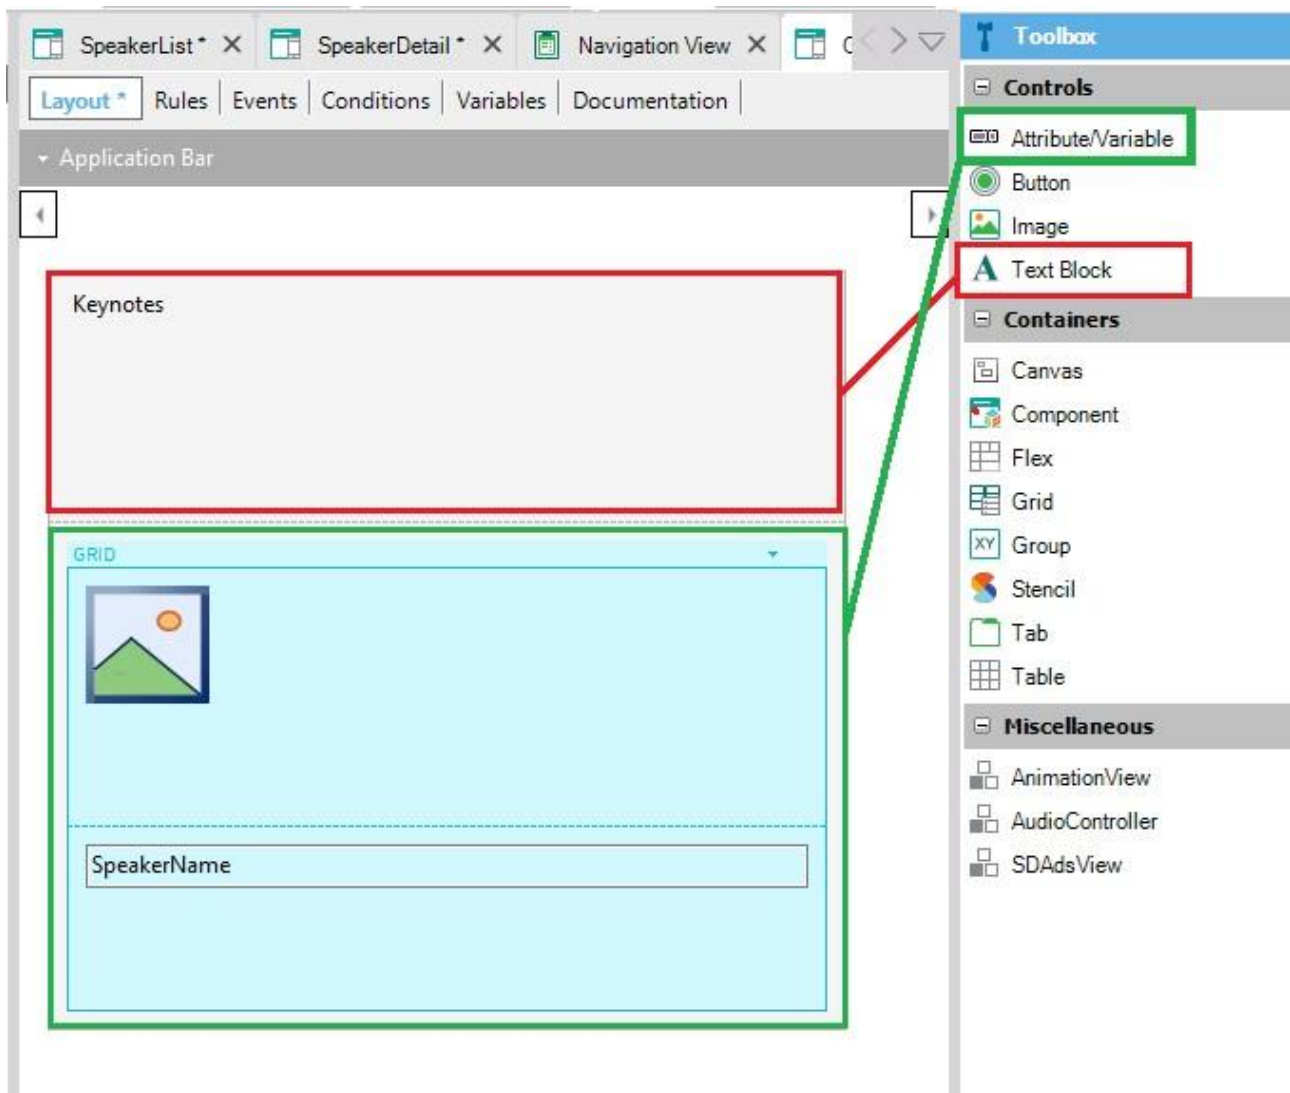 SpeakerList * SpeakerDetail * Navigation View
Layout * Rules Events Conditions Variables Documentation
Application Bar
Keynotes
GRID
SpeakerName
Toolbox
Controls
Attribute/Variable
Button
Image
A Text Block
Containers
Canvas
Component
Flex
Grid
XY Group
Stencil
Tab
Table
Miscellaneous
AnimationView
AudioController
SDAdsView